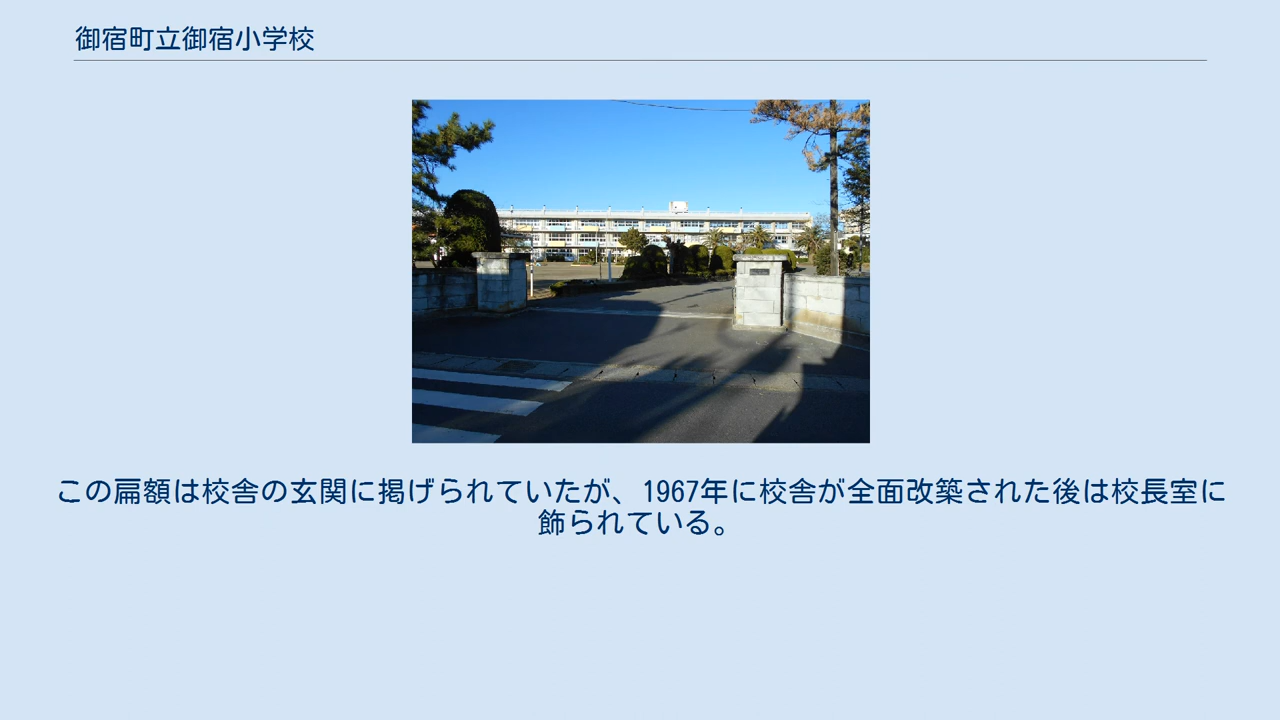 御宿町立御宿小学校
この扁額は校舎の玄関に掲げられていたが、1967年に校舎が全面改築された後は校長室に
飾られている。